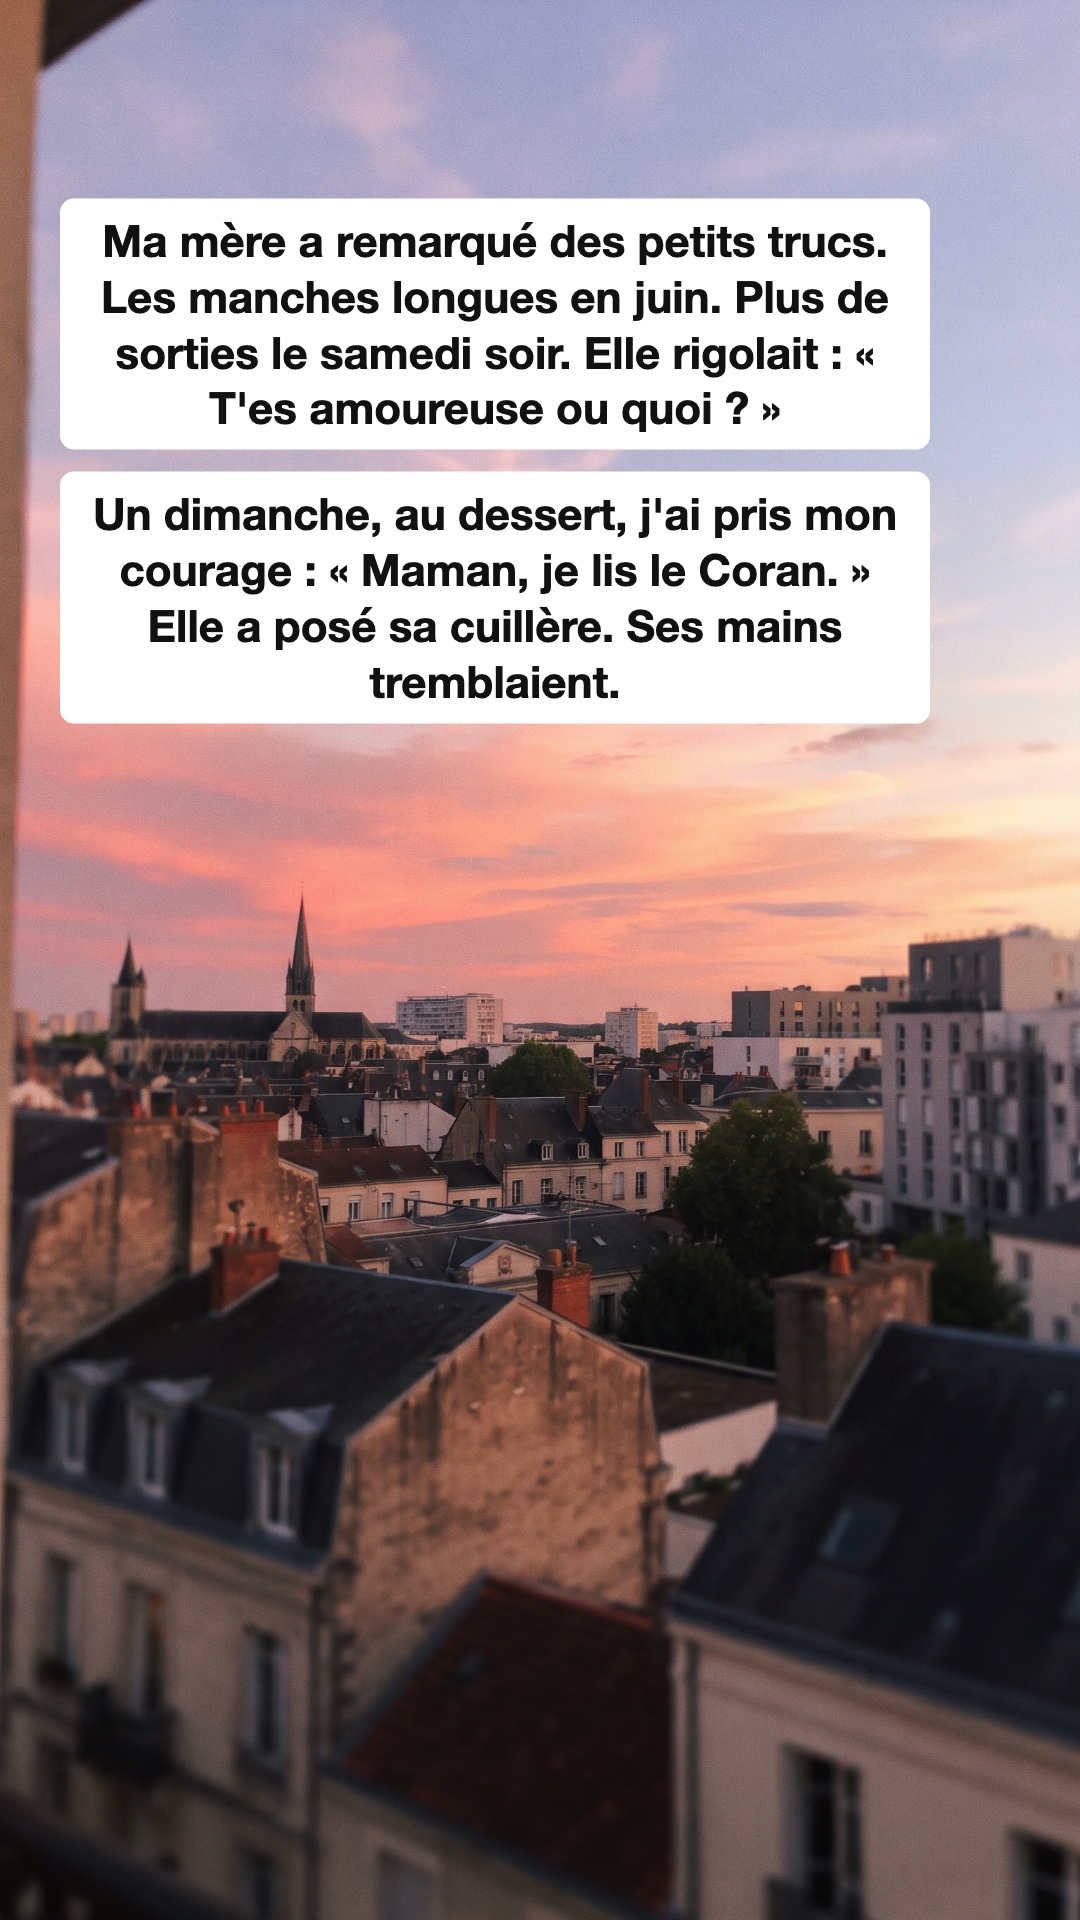 Ma mère a remarqué des petits trucs.
Les manches longues en juin. Plus de
sorties le samedi soir. Elle rigolait : «
T'es amoureuse ou quoi ? »
Un dimanche, au dessert, j'ai pris mon
courage : « Maman, je lis le Coran. »
Elle a posé sa cuillère. Ses mains
tremblaient.